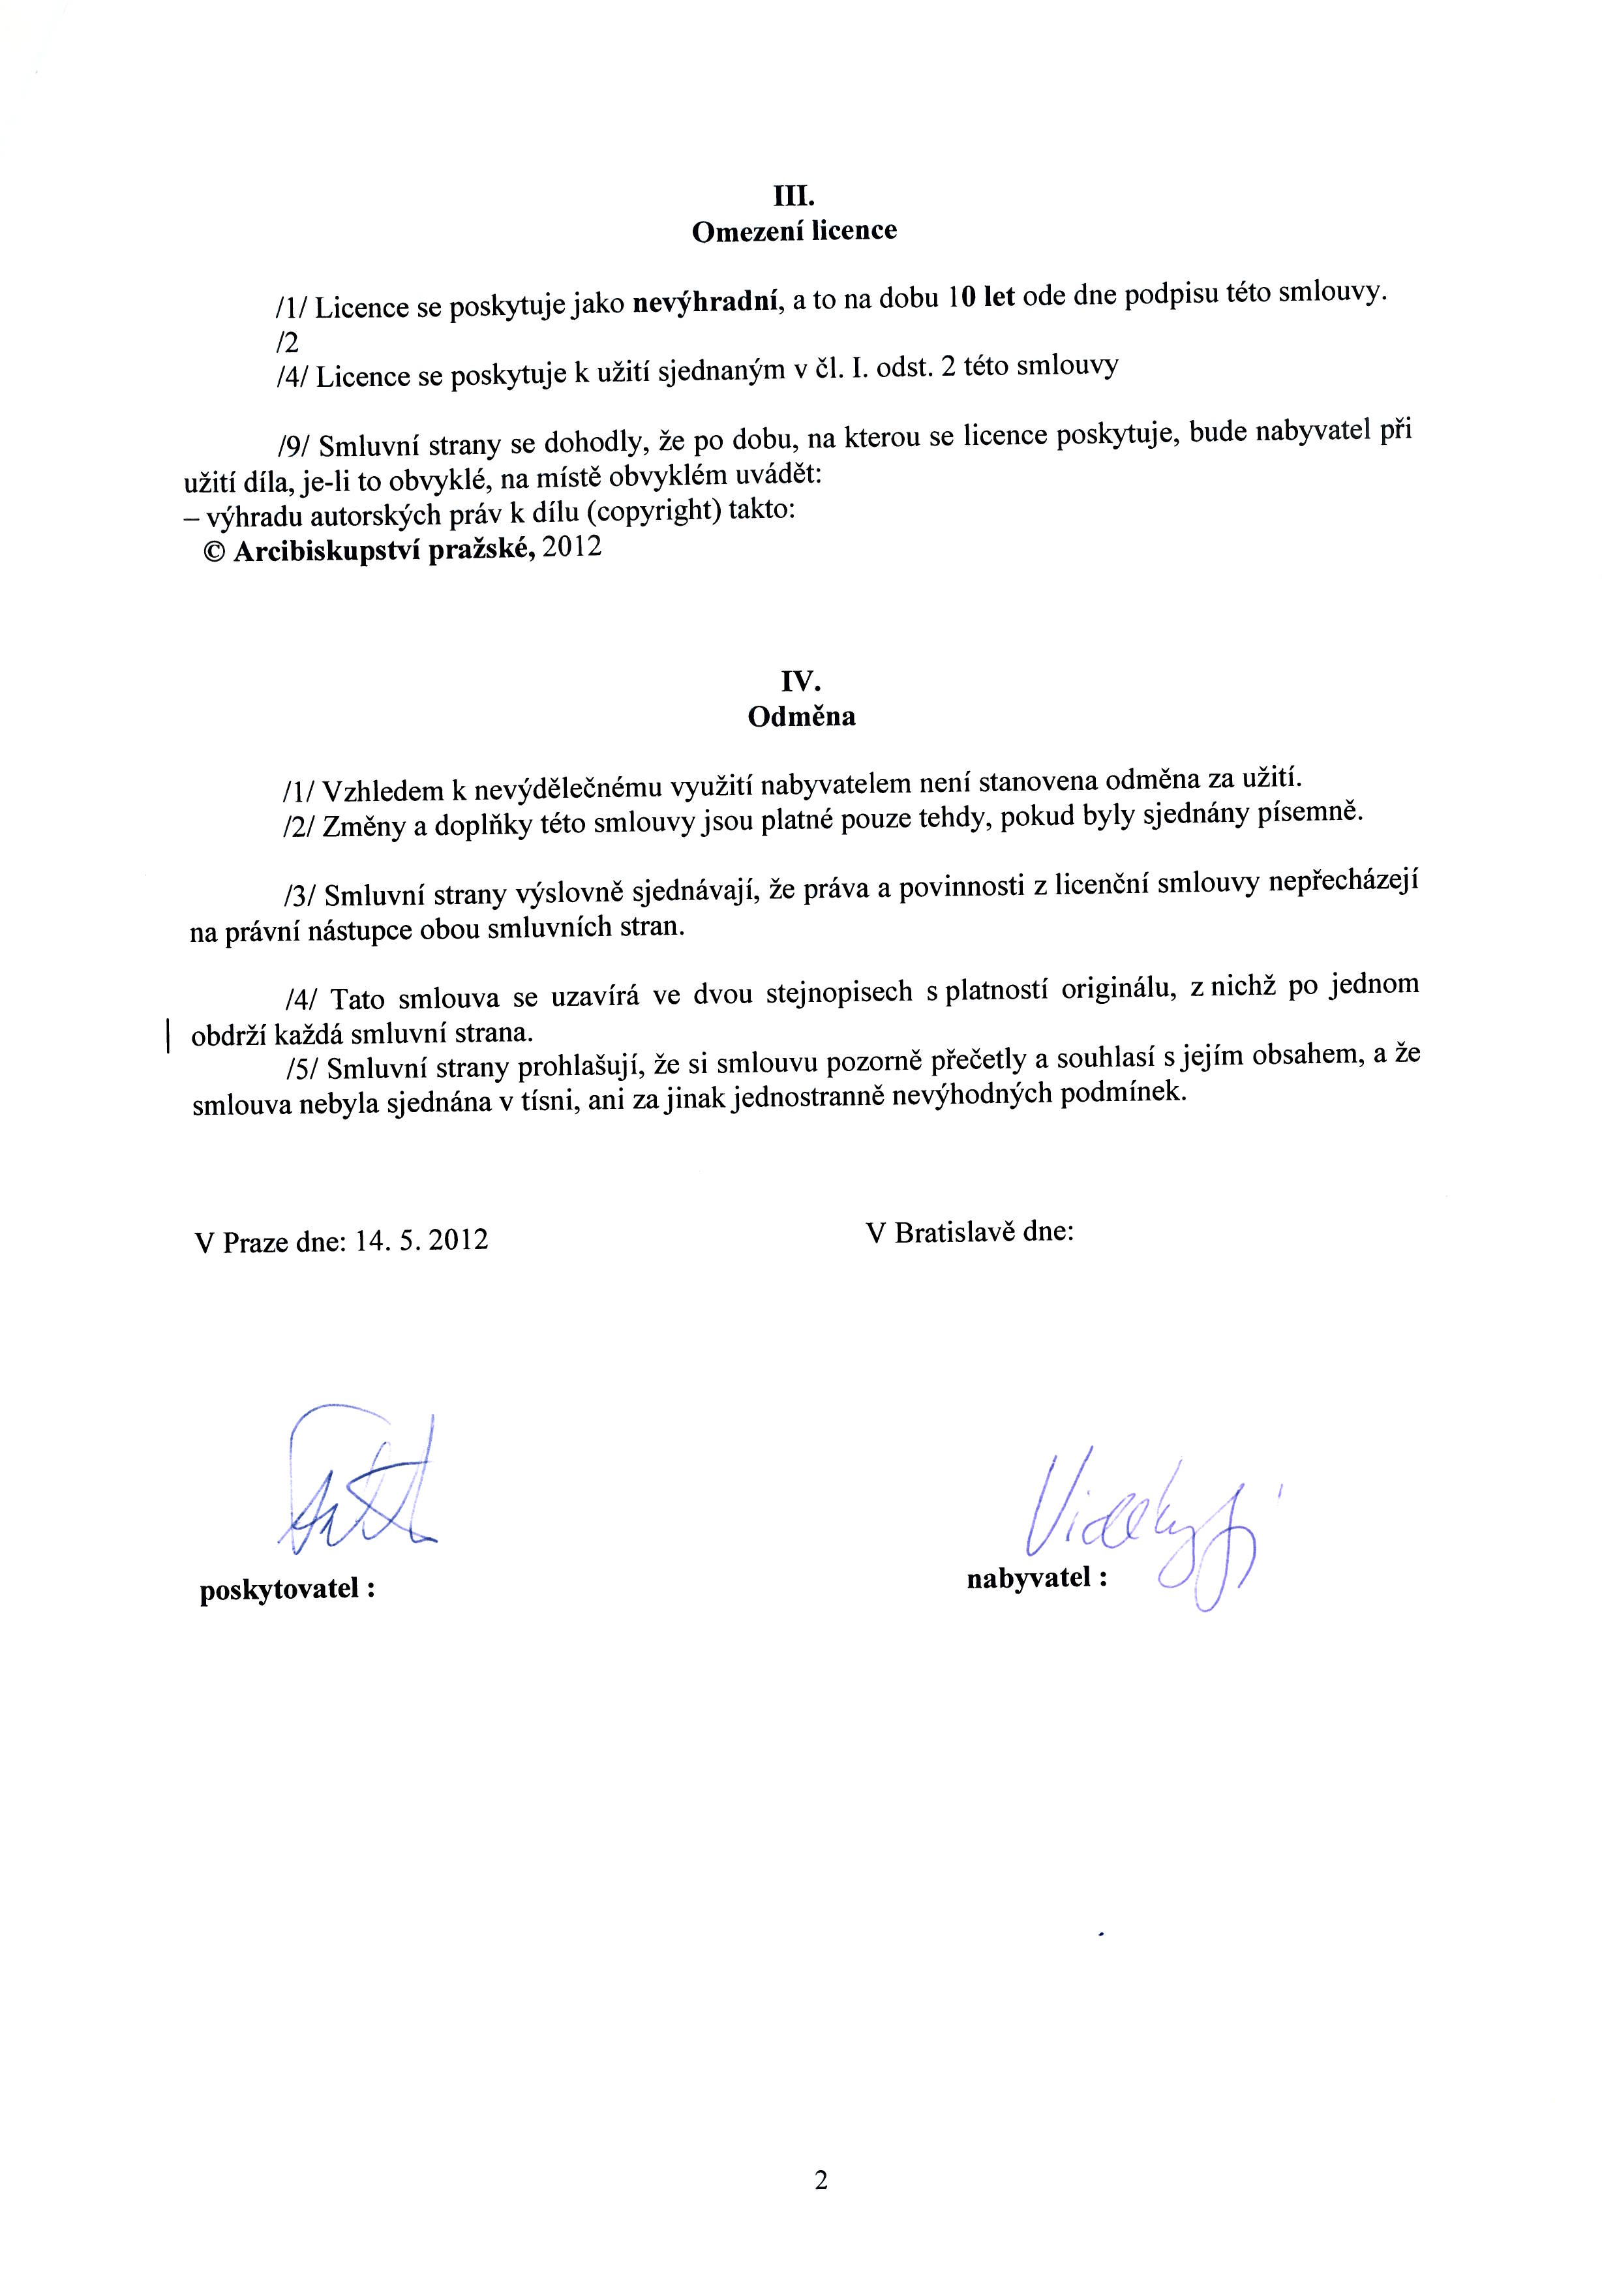 III.
Omezení licence
/1/ Licence se poskytuje jako nevýhradní, a to na dobu 10 let ode dne podpisu této smlouvy.
/2
/4/ Licence se poskytuje k užití sjednaným v čl. I. odst. 2 této smlouvy
/9/ Smluvní strany se dohodly, že po dobu, na kterou se licence poskytuje, bude nabyvatel při
užití díla, je-li to obvyklé, na místě obvyklém uvádět:
– výhradu autorských práv k dílu (copyright) takto:
© Arcibiskupství pražské, 2012
IV.
Odměna
/1/ Vzhledem k nevýdělečnému využití nabyvatelem není stanovena odměna za užití.
/2/ Změny a doplňky této smlouvy jsou platné pouze tehdy, pokud byly sjednány písemně.
/3/ Smluvní strany výslovně sjednávají, že práva a povinnosti z licenční smlouvy nepřecházejí
na právní nástupce obou smluvních stran.
/4/ Tato smlouva se uzavírá ve dvou stejnopisech s platností originálu, z nichž po jednom
obdrží každá smluvní strana.
/5/ Smluvní strany prohlašují, že si smlouvu pozorně přečetly a souhlasí s jejím obsahem, a že
smlouva nebyla sjednána v tísni, ani za jinak jednostranně nevýhodných podmínek.
V Praze dne: 14. 5. 2012 V Bratislavě dne:
poskytovatel : nabyvatel :
2